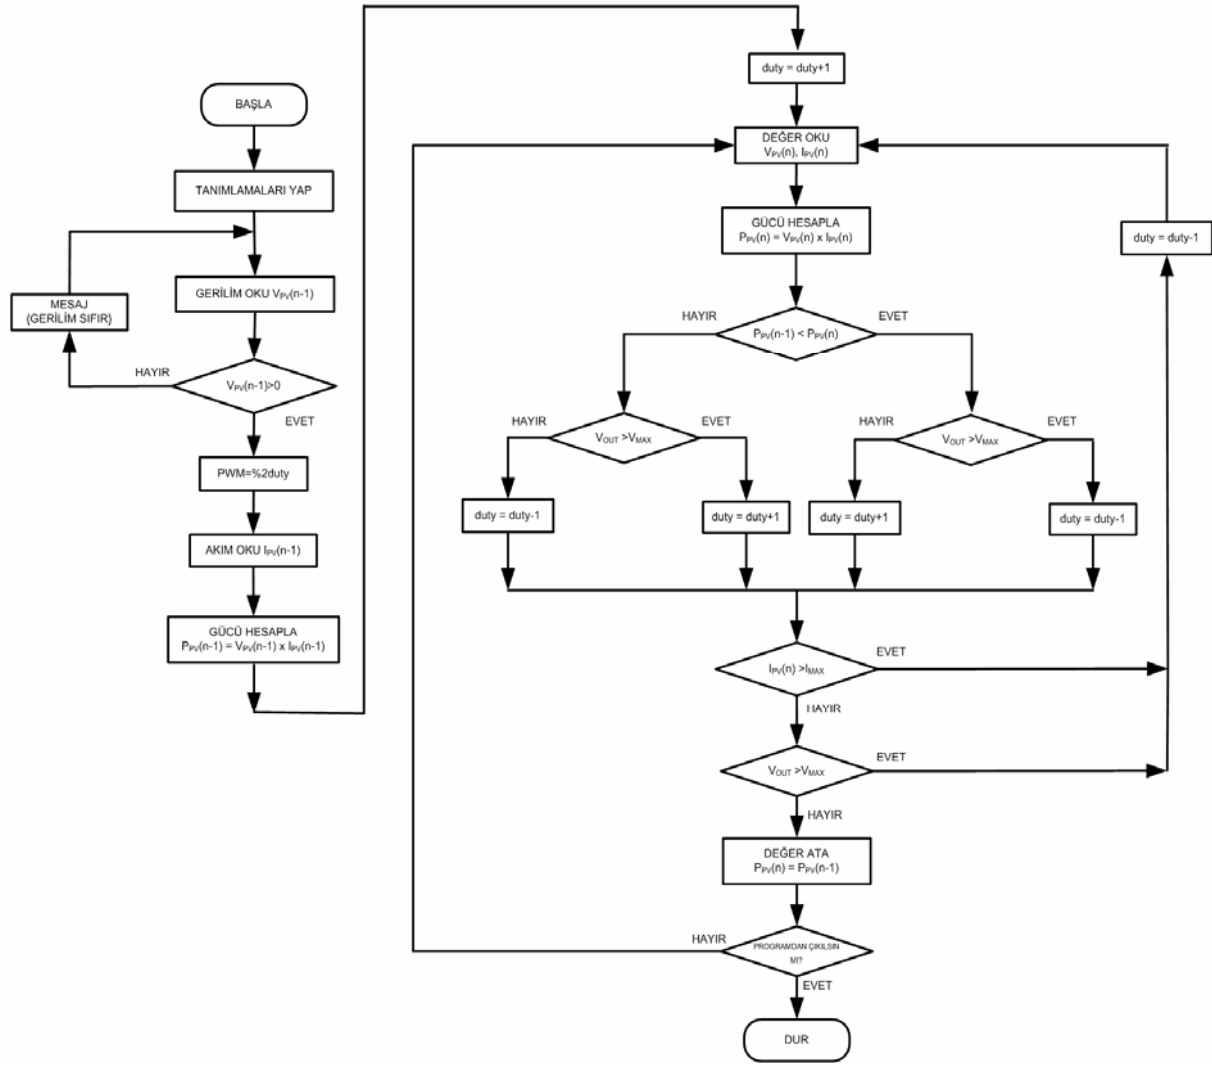 BAŞLA
TANIMLAMALARI YAP
GERİLİM OKU VPV(n-1)
MESAJ
{GERİLİM SIFIR}
HAYIR
VPV(n-1)>0
EVET
PWM=%2duty
AKIM OKU IPV(n-1)
GÜCÜ HESAPLA
PPV(n-1) = VPV(n-1) x IPV(n-1)
duty = duty+1
DEĞER OKU
VPV(n), IPV(n)
GÜCÜ HESAPLA
PPV(n) = VPV(n) x IPV(n)
duty = duty-1
HAYIR
EVET
PPV(n-1) < PPV(n)
HAYIR
EVET
VOUT >VMAX
HAYIR
EVET
VOUT >VMAX
duty = duty-1
duty = duty+1
duty = duty+1
duty = duty-1
IPV(n) >IMAX
EVET
HAYIR
VOUT >VMAX
EVET
HAYIR
DEĞER ATA
PPV(n) = PPV(n-1)
HAYIR
PROGRAMDAN ÇIKILSIN
MI?
EVET
DUR